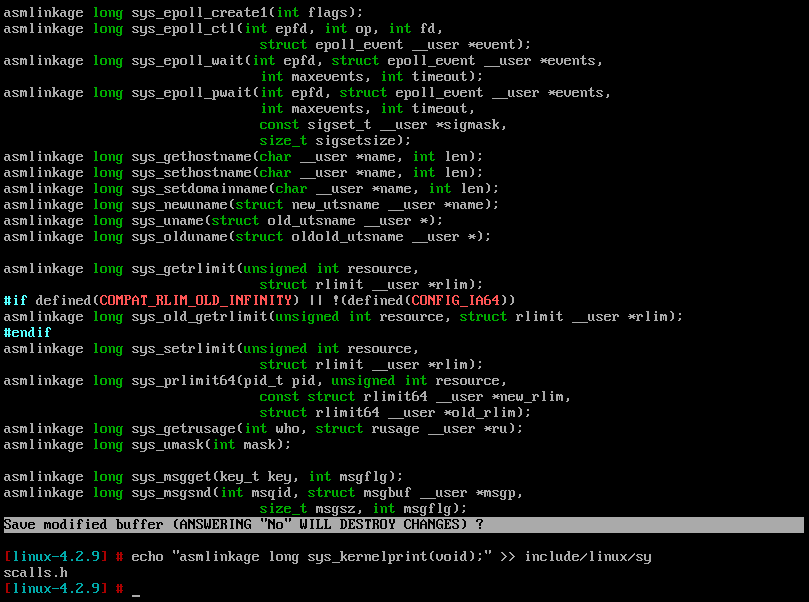 asmlinkage long sys_epoll_create1(int flags);
asmlinkage long sys_epoll_ctl(int epfd, int op, int fd,
                                struct epoll_event __user *event);
asmlinkage long sys_epoll_wait(int epfd, struct epoll_event __user *events,
                                int maxevents, int timeout);
asmlinkage long sys_epoll_pwait(int epfd, struct epoll_event __user *events,
                                int maxevents, int timeout,
                                const sigset_t __user *sigmask,
                                size_t sigsetsize);
asmlinkage long sys_gethostname(char __user *name, int len);
asmlinkage long sys_sethostname(char __user *name, int len);
asmlinkage long sys_setdomainname(char __user *name, int len);
asmlinkage long sys_newuname(struct new_utsname __user *name);
asmlinkage long sys_uname(struct old_utsname __user *);
asmlinkage long sys_olduname(struct oldold_utsname __user *);

asmlinkage long sys_getrlimit(unsigned int resource,
                                struct rlimit __user *rlim);
#if defined(COMPAT_RLIM_OLD_INFINITY) || !(defined(CONFIG_IA64))
asmlinkage long sys_old_getrlimit(unsigned int resource, struct rlimit __user *rlim);
#endif
asmlinkage long sys_setrlimit(unsigned int resource,
                                struct rlimit __user *rlim);
asmlinkage long sys_prlimit64(pid_t pid, unsigned int resource,
                                const struct rlimit64 __user *new_rlim,
                                struct rlimit64 __user *old_rlim);
asmlinkage long sys_getrusage(int who, struct rusage __user *ru);
asmlinkage long sys_umask(int mask);

asmlinkage long sys_msgget(key_t key, int msgflg);
asmlinkage long sys_msgsnd(int msqid, struct msgbuf __user *msgp,
                                size_t msgsz, int msgflg);
Save modified buffer (ANSWERING "No" WILL DESTROY CHANGES) ?

[linux-4.2.9] # echo "asmlinkage long sys_kernelprint(void);" >> include/linux/sy
scalls.h
[linux-4.2.9] # _